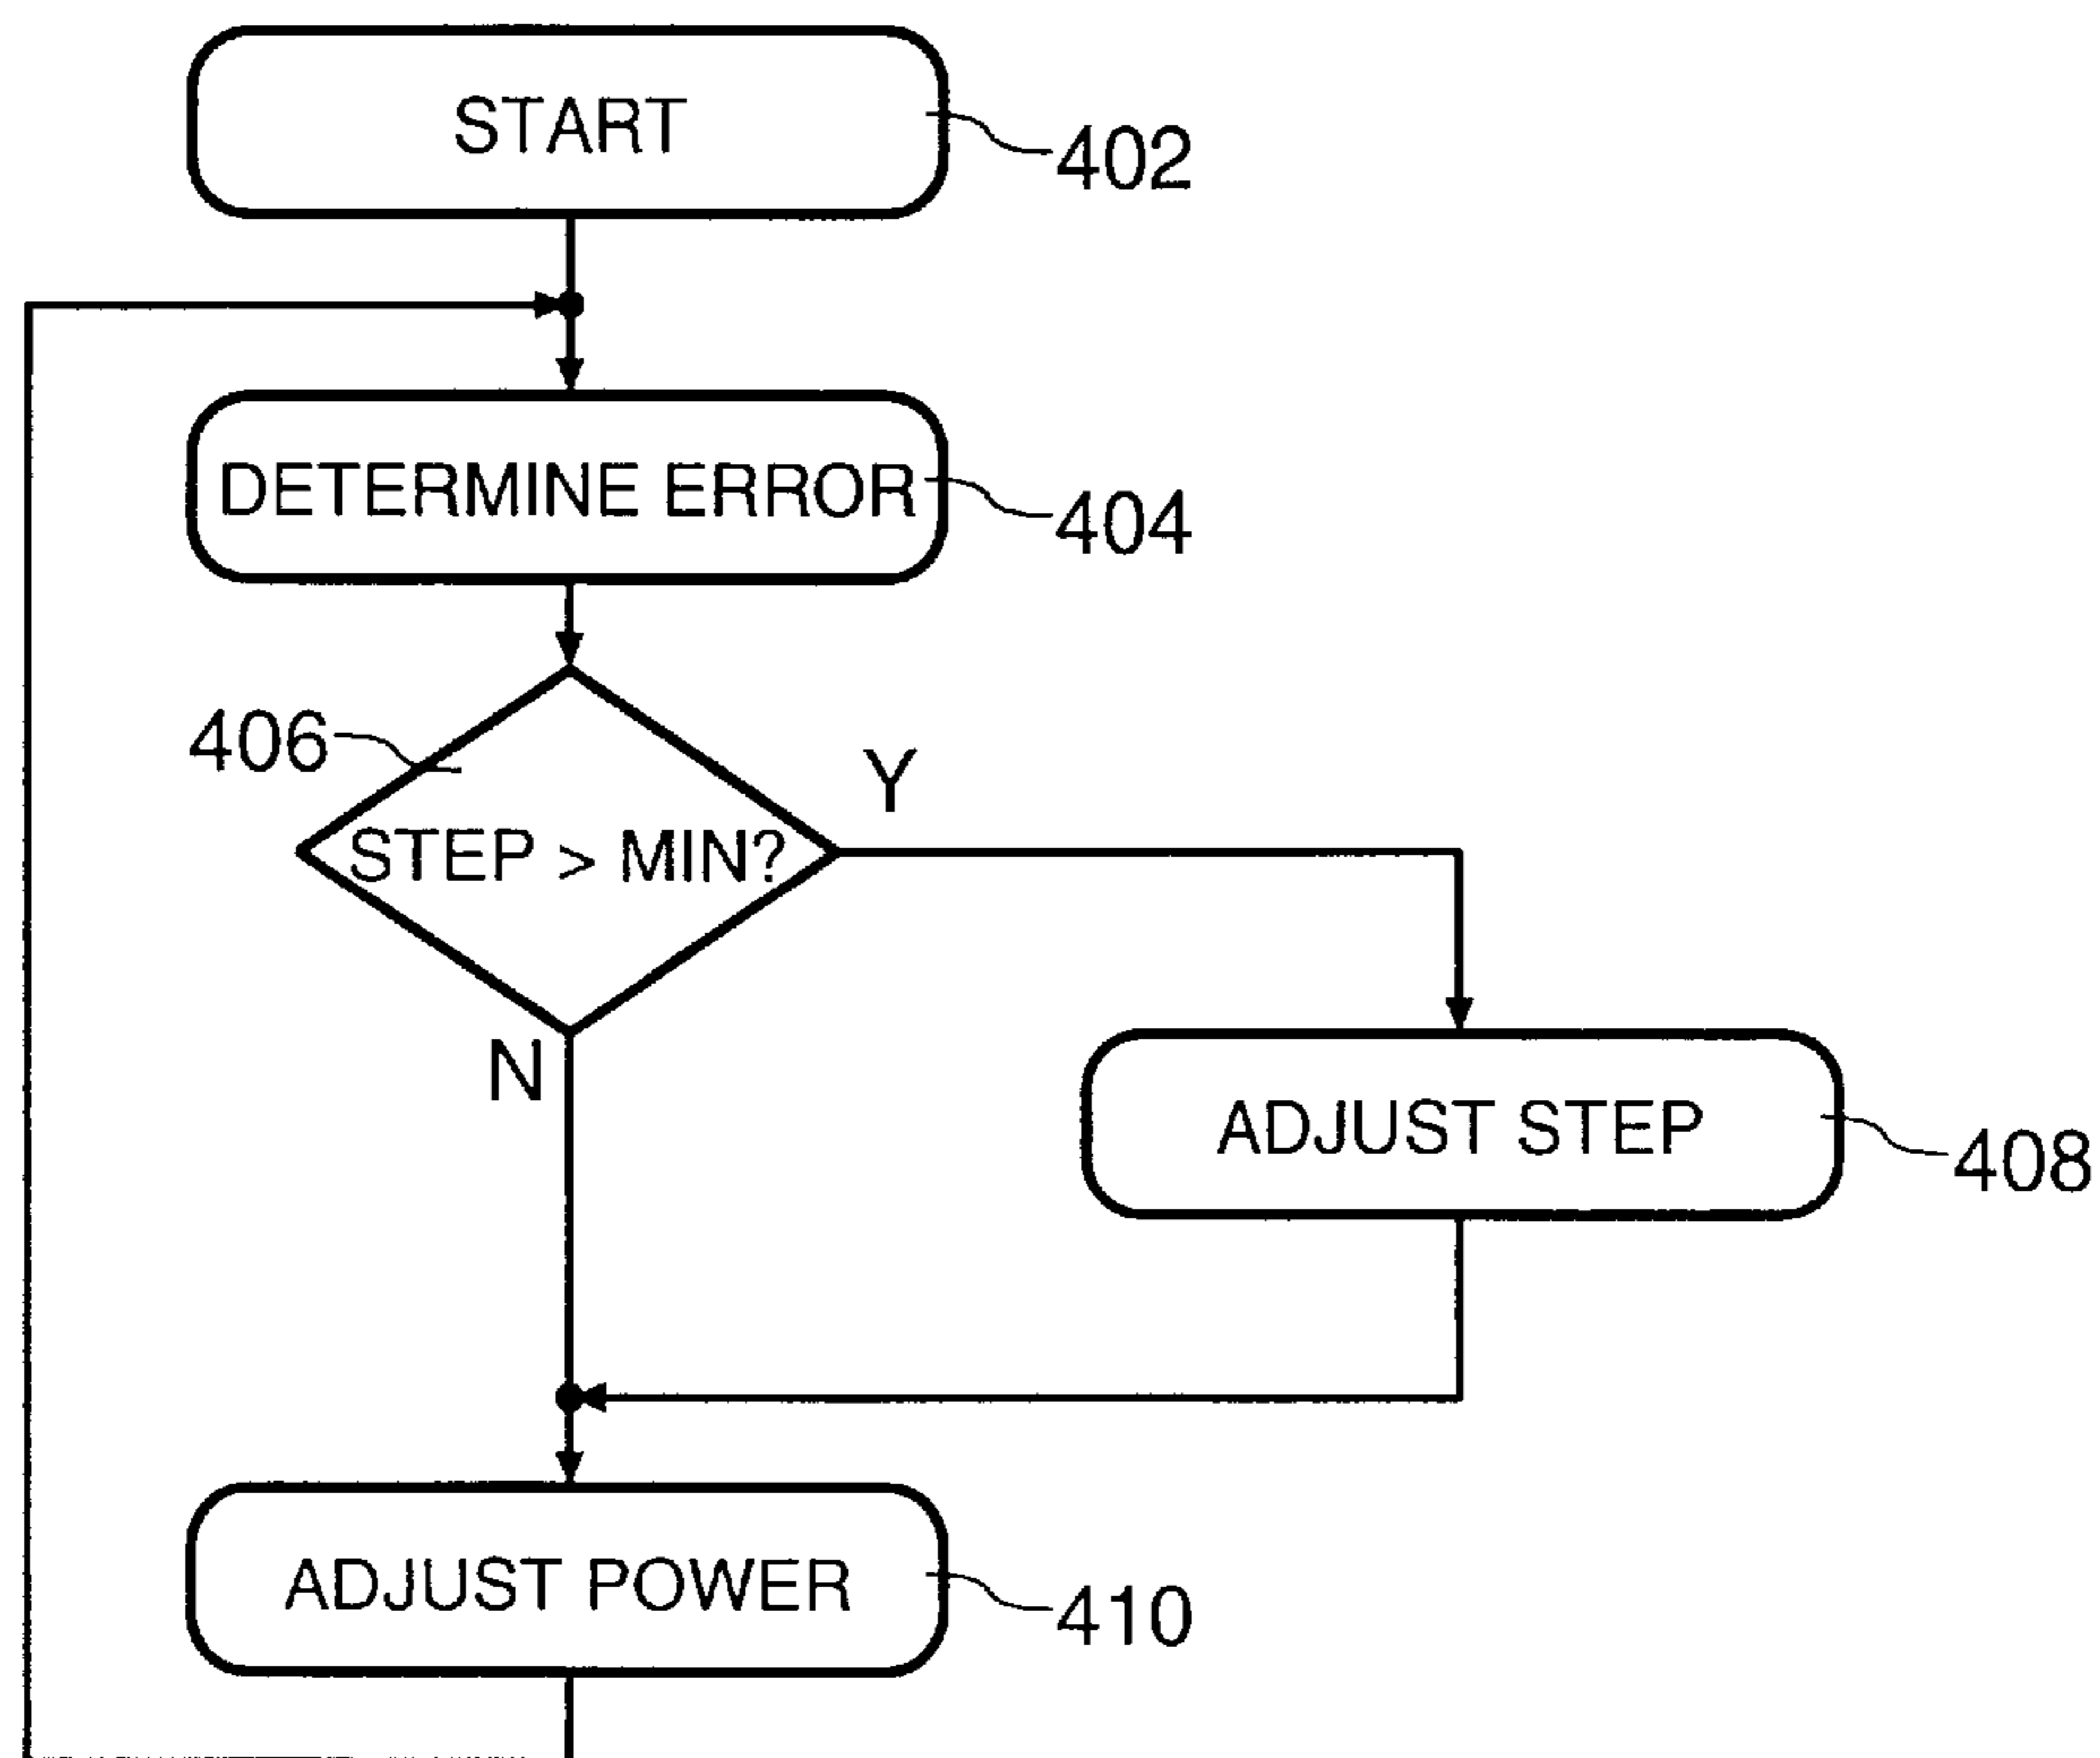 START
402
DETERMINE ERROR
404
406
Y
STEP > MIN?
N
ADJUST STEP
408
ADJUST POWER
410